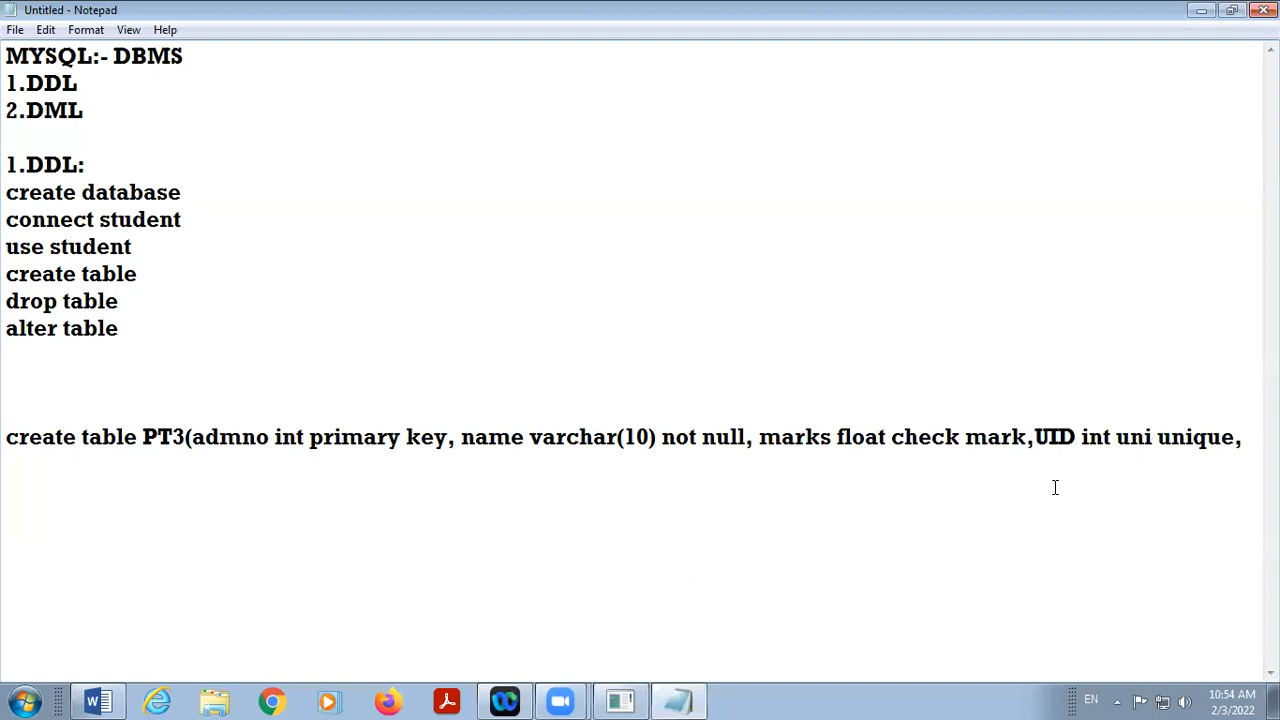 Untitled - Notepad
File Edit Format View Help
MYSQL:- DBMS
1.DDL
2.DML
1.DDL:
create database
connect student
use student
create table
drop table
alter table
create table PT3(admno int primary key, name varchar(10) not null, marks float check mark,UID int uni unique,
EN
10:54 AM
2/3/2022